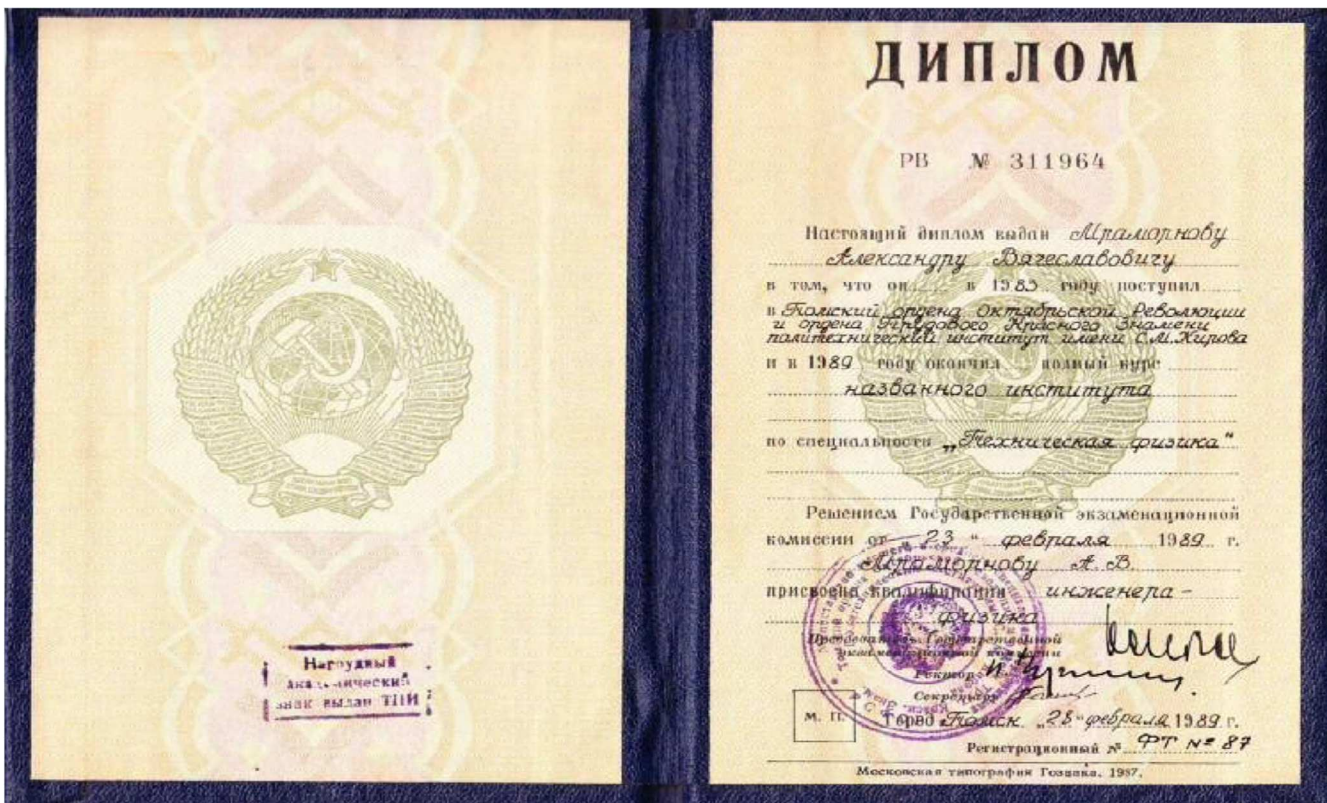 Нагрудный
академический
знак выдан ТПИ
ДИПЛОМ
РВ № 311964
Настоящий диплом выдан Мраморнову
Александру Вячеславовичу
в том, что он в 1983 году поступил
в Томский ордена Октябрьской Революции
и ордена Трудового Красного Знамени
политехнический институт имени С.М.Кирова
и в 1989 году окончил полный курс
названного института
по специальности „Техническая физика"
Решением Государственной экзаменационной
комиссии от „ 23 " февраля 1989 г.
Мраморнову А. В.
присвоена квалификация инженера-
физика
Председатель Государственной
экзаменационной комиссии
Ректор
Секретарь
М. П. Город Томск „28" февраля 1989 г.
Регистрационный № ФТ № 87
Московская типография Гознака. 1987.